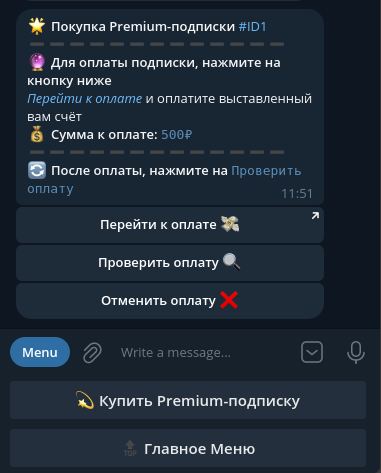 🌟 Покупка Premium-подписки #ID1
🔮 Для оплаты подписки, нажмите на
кнопку ниже
Перейти к оплате и оплатите выставленный
вам счёт
💰 Сумма к оплате: 500₽
🔄 После оплаты, нажмите на Проверить
оплату
11:51
Перейти к оплате 💸
Проверить оплату 🔍
Отменить оплату ❌
Menu
Write a message...
💫 Купить Premium-подписку
🔝 Главное Меню